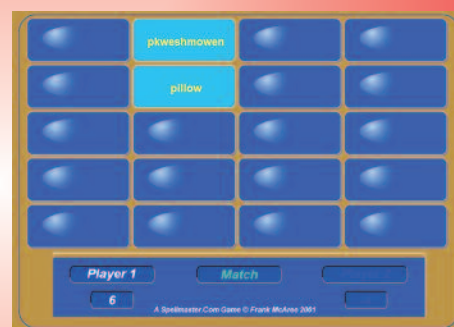 pkweshmowen
pillow
Player 1
Match
6
A Spellmaster.Com Game © Frank McAree 2001